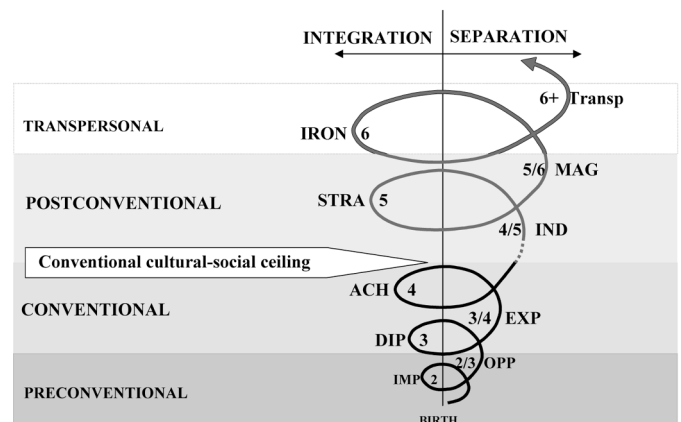 INTEGRATION SEPARATION
6+ Transp
TRANSPERSONAL
IRON 6
5/6 MAG
POSTCONVENTIONAL
STRA 5
4/5 IND
Conventional cultural-social ceiling
ACH 4
CONVENTIONAL
3/4 EXP
DIP 3
2/3 OPP
IMP 2
PRECONVENTIONAL
BIRTH